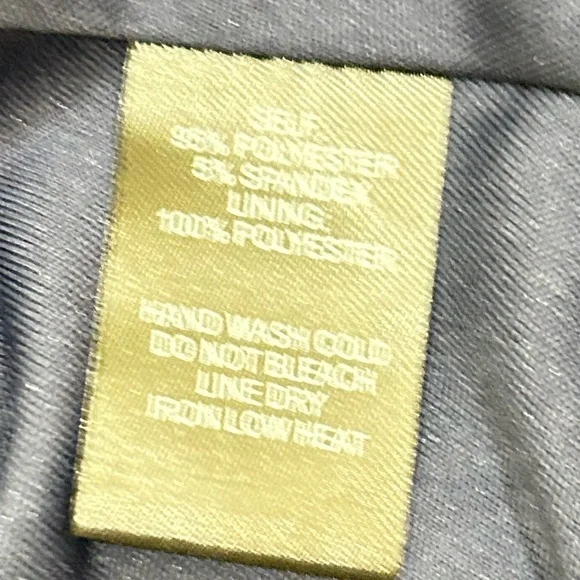 SELF:
95% POLYESTER
5% SPANDEX
LINING:
100% POLYESTER
HAND WASH COLD
DO NOT BLEACH
LINE DRY
IRON LOW HEAT